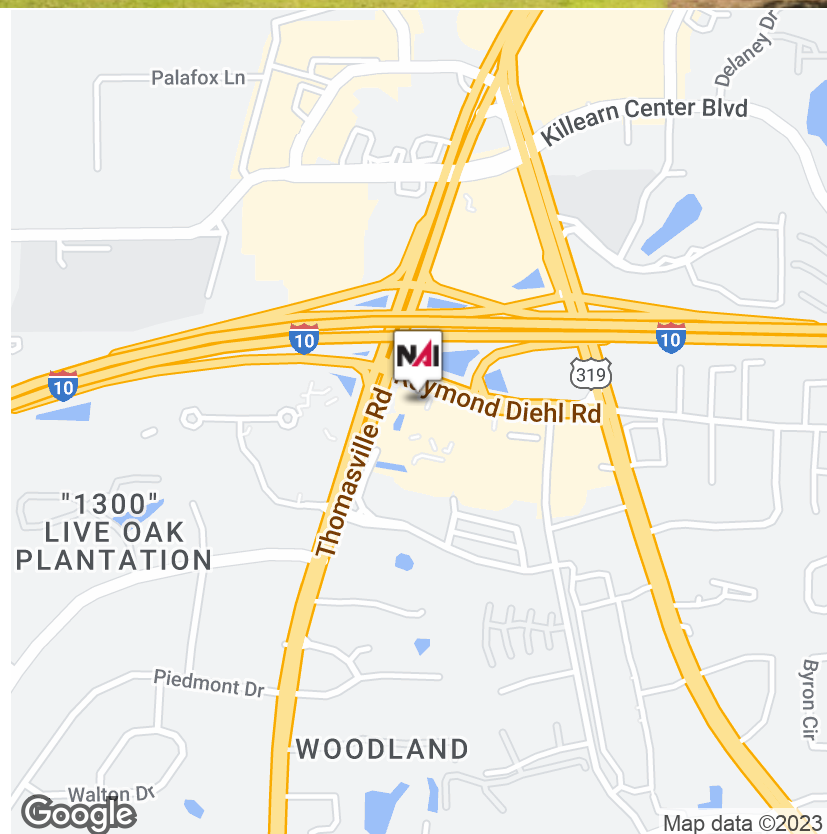 Delaney Dr
Palafox Ln
Killearn Center Blvd
10
10
NAI
319
10
ymond Diehl Rd
Thomasville Rd
"1300"
LIVE OAK
PLANTATION
Piedmont Dr
Byron Cir
WOODLAND
Walton Dr
Google
Map data ©2023